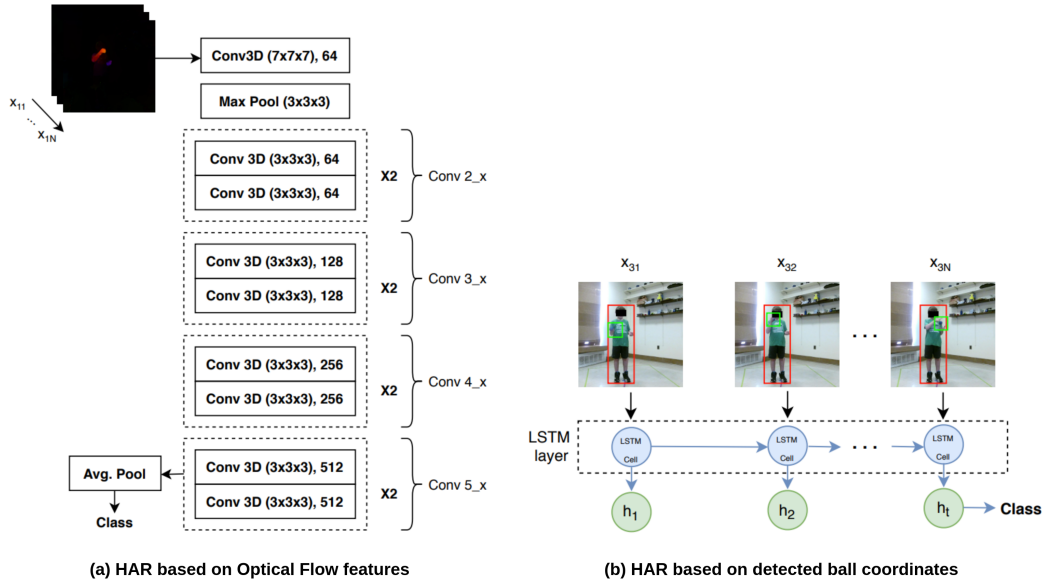 x11
...
x1N
Conv3D (7x7x7), 64
Max Pool (3x3x3)
Conv 3D (3x3x3), 64
Conv 3D (3x3x3), 64
X2
Conv 2_x
Conv 3D (3x3x3), 128
Conv 3D (3x3x3), 128
X2
Conv 3_x
Conv 3D (3x3x3), 256
Conv 3D (3x3x3), 256
X2
Conv 4_x
Conv 3D (3x3x3), 512
Conv 3D (3x3x3), 512
X2
Conv 5_x
Avg. Pool
Class
(a) HAR based on Optical Flow features
x31
x32
x3N
...
LSTM
layer
LSTM
Cell
LSTM
Cell
...
LSTM
Cell
h1
h2
ht
Class
(b) HAR based on detected ball coordinates